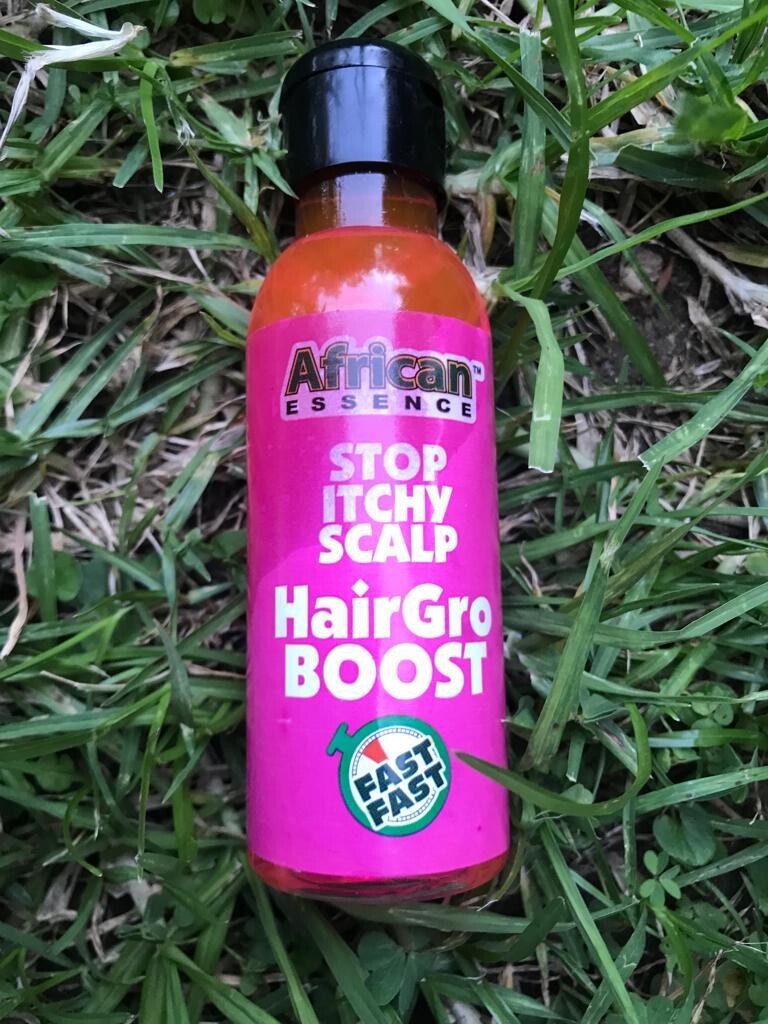 African™
ESSENCE
STOP
ITCHY
SCALP
HairGro
BOOST
FAST
FAST